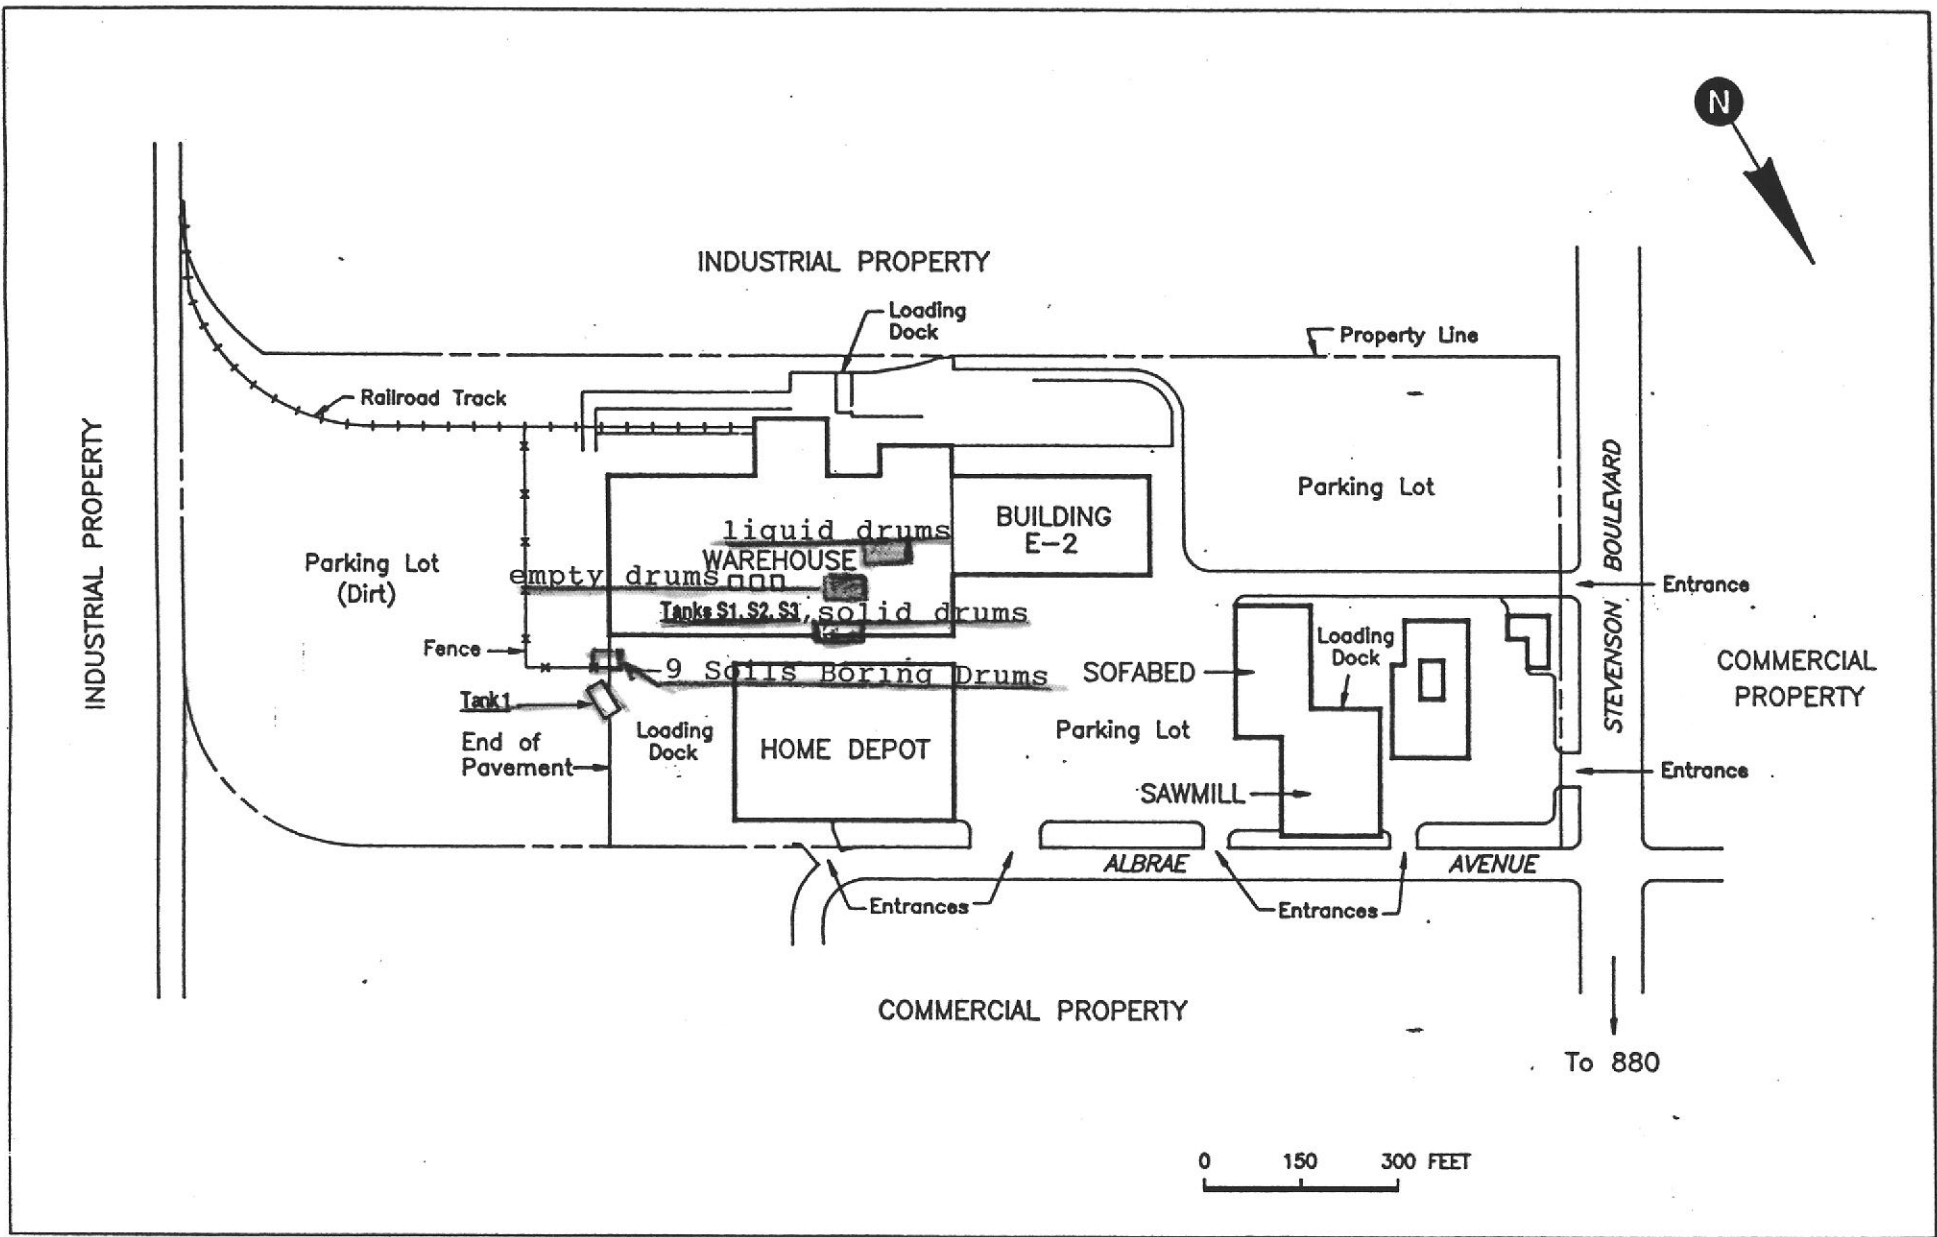 N
INDUSTRIAL PROPERTY
Loading
Dock
Property Line
Railroad Track
INDUSTRIAL PROPERTY
Parking Lot
STEVENSON BOULEVARD
BUILDING
E-2
liquid drums
WAREHOUSE
Parking Lot
(Dirt)
empty drums
Entrance
Tanks S1, S2, S3, solid drums
Fence
Loading
Dock
9 Soils Boring Drums
SOFABED
COMMERCIAL
PROPERTY
Tank 1
End of
Pavement
Loading
Dock
HOME DEPOT
Parking Lot
Entrance
SAWMILL
ALBRAE AVENUE
Entrances
Entrances
COMMERCIAL PROPERTY
To 880
0 150 300 FEET